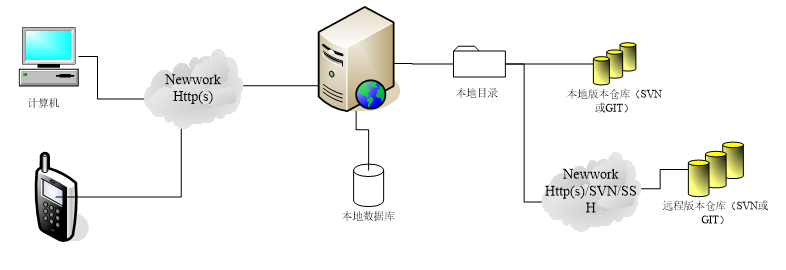 计算机
Newwork
Http(s)
本地目录
本地版本仓库（SVN
或GIT）
本地数据库
Newwork
Http(s)/SVN/SS
H
远程版本仓库（SVN或
GIT）